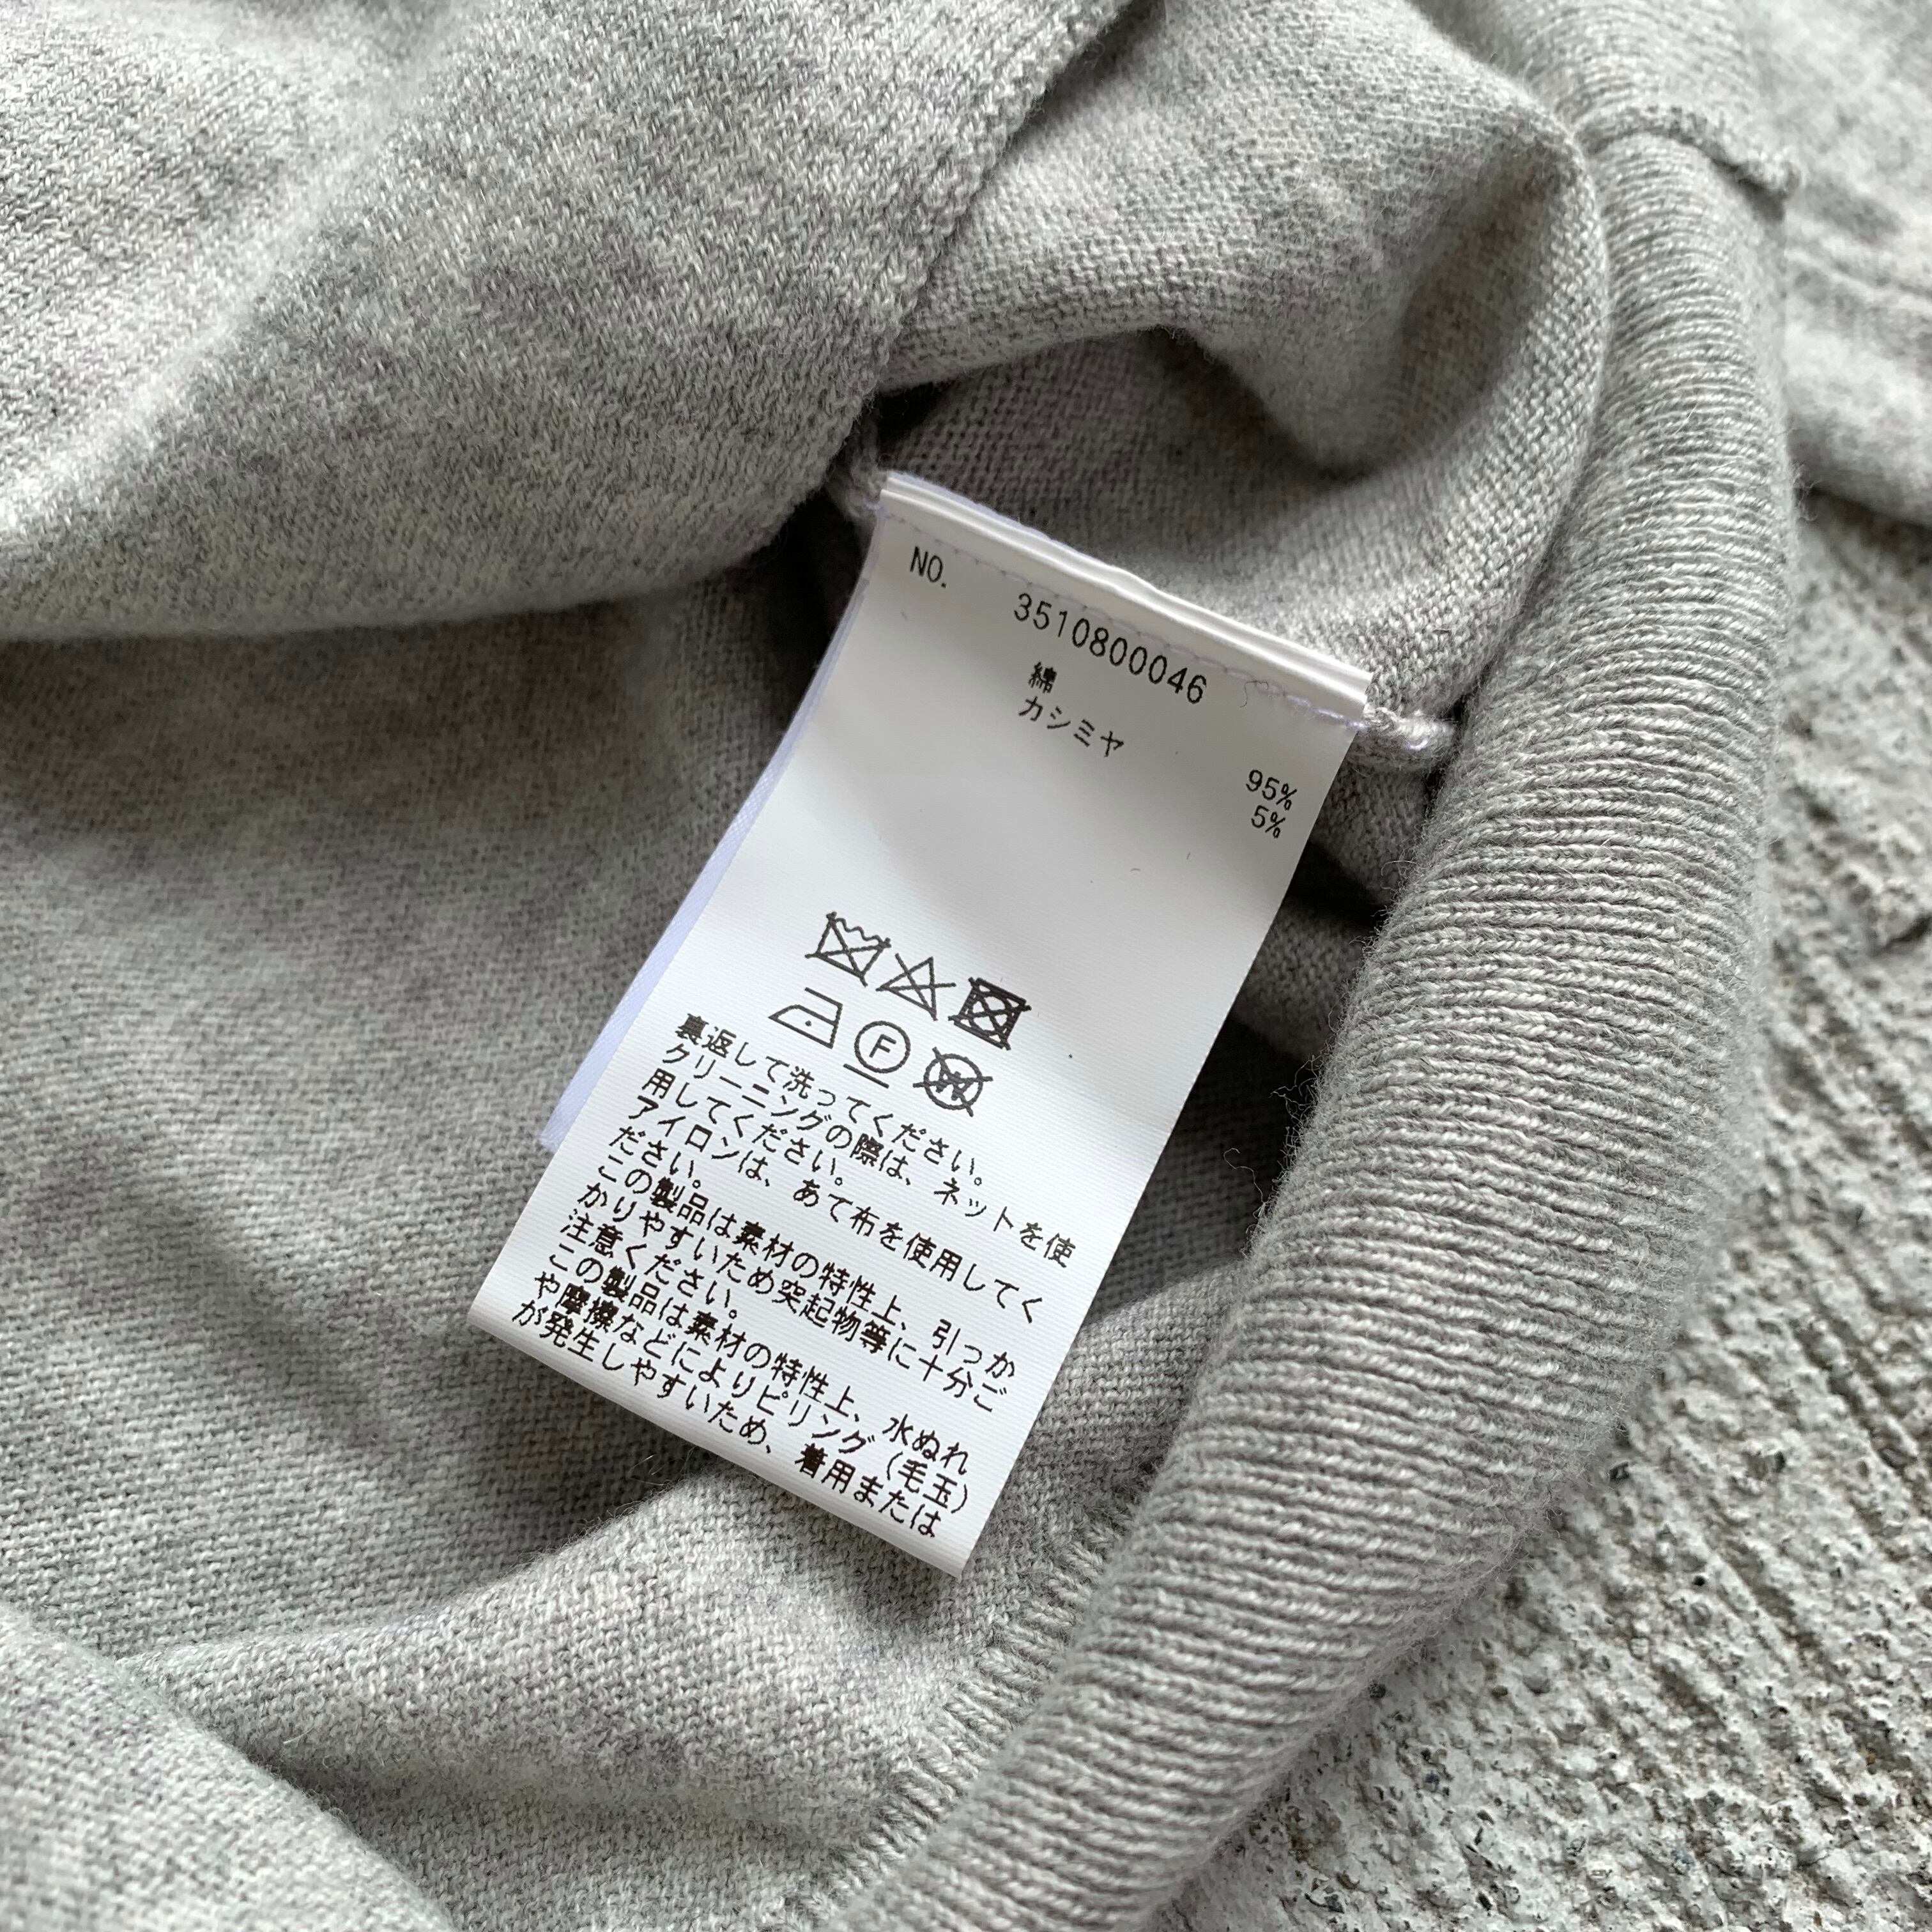 NO. 3510800046
綿 95%
カシミヤ 5%
F
W
裏返して洗ってください。
クリーニングの際は、ネットを使
用してください。
アイロンは、あて布を使用してく
ださい。
この製品は素材の特性上、引っか
かりやすいため突起物等に十分ご
注意ください。
この製品は素材の特性上、水ぬれ
や摩擦などによりピリング(毛玉)
が発生しやすいため、着用または